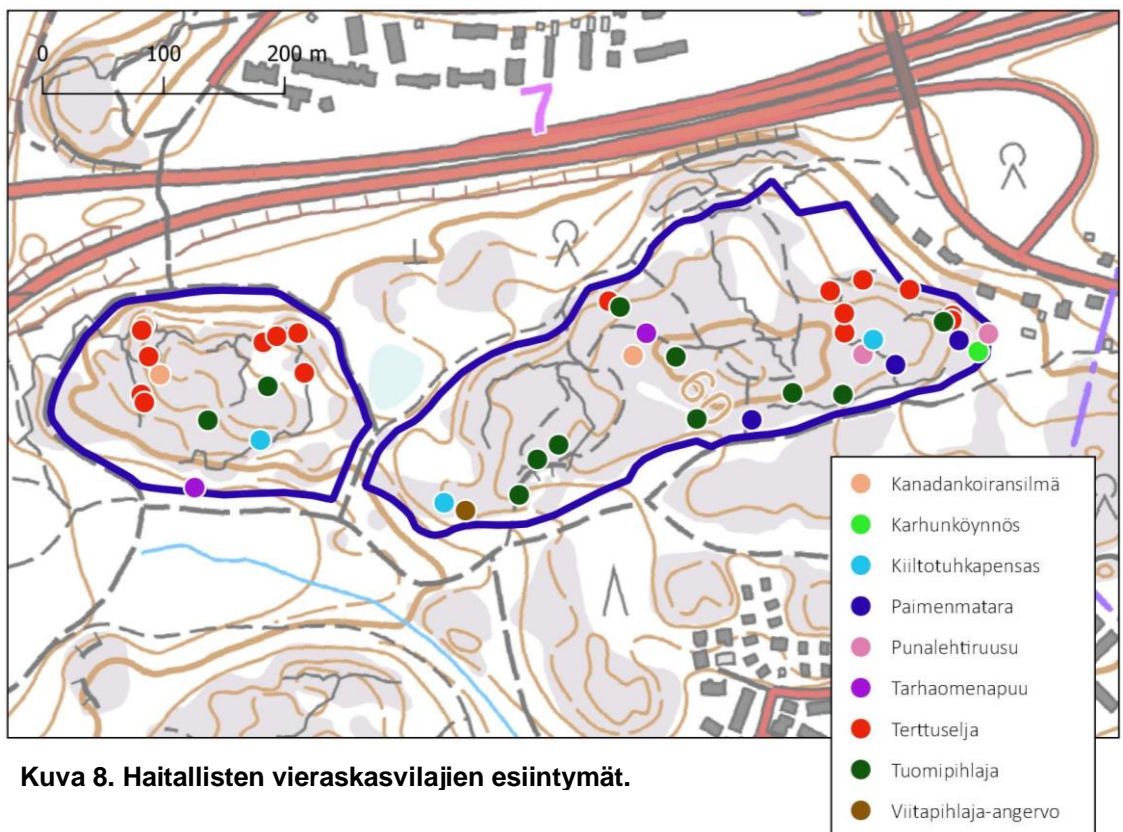 0 100 200 m
7
60
Kanadankoiransilmä
Karhunköynnös
Kiiltotuhkapensas
Paimenmatara
Punalehtiruusu
Tarhaomenapuu
Terttuselja
Tuomipihlaja
Viitapihlaja-angervo
Kuva 8. Haitallisten vieraskasvilajien esiintymät.